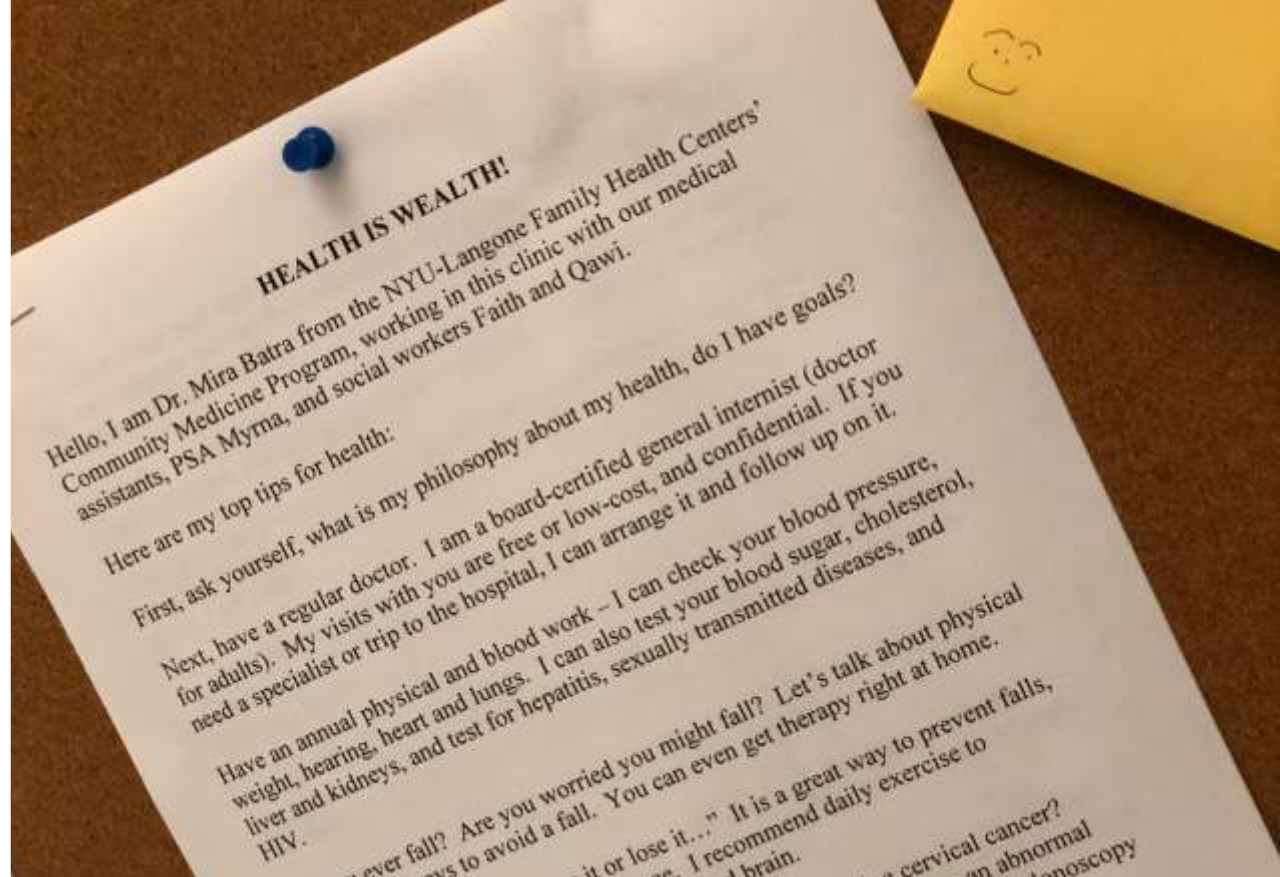 HEALTH IS WEALTH!
Hello, I am Dr. Mira Batra from the NYU-Langone Family Health Centers’
Community Medicine Program, working in this clinic with our medical
assistants, PSA Myrna, and social workers Faith and Qawi.
Here are my top tips for health:
First, ask yourself, what is my philosophy about my health, do I have goals?
Next, have a regular doctor. I am a board-certified general internist (doctor
for adults). My visits with you are free or low-cost, and confidential. If you
need a specialist or trip to the hospital, I can arrange it and follow up on it.
Have an annual physical and blood work – I can check your blood pressure,
weight, hearing, heart and lungs. I can also test your blood sugar, cholesterol,
liver and kidneys, and test for hepatitis, sexually transmitted diseases, and
HIV.
ever fall? Are you worried you might fall? Let’s talk about physical
to avoid a fall. You can even get therapy right at home.
it or lose it…” It is a great way to prevent falls,
I recommend daily exercise to
brain.
cervical cancer?
an abnormal